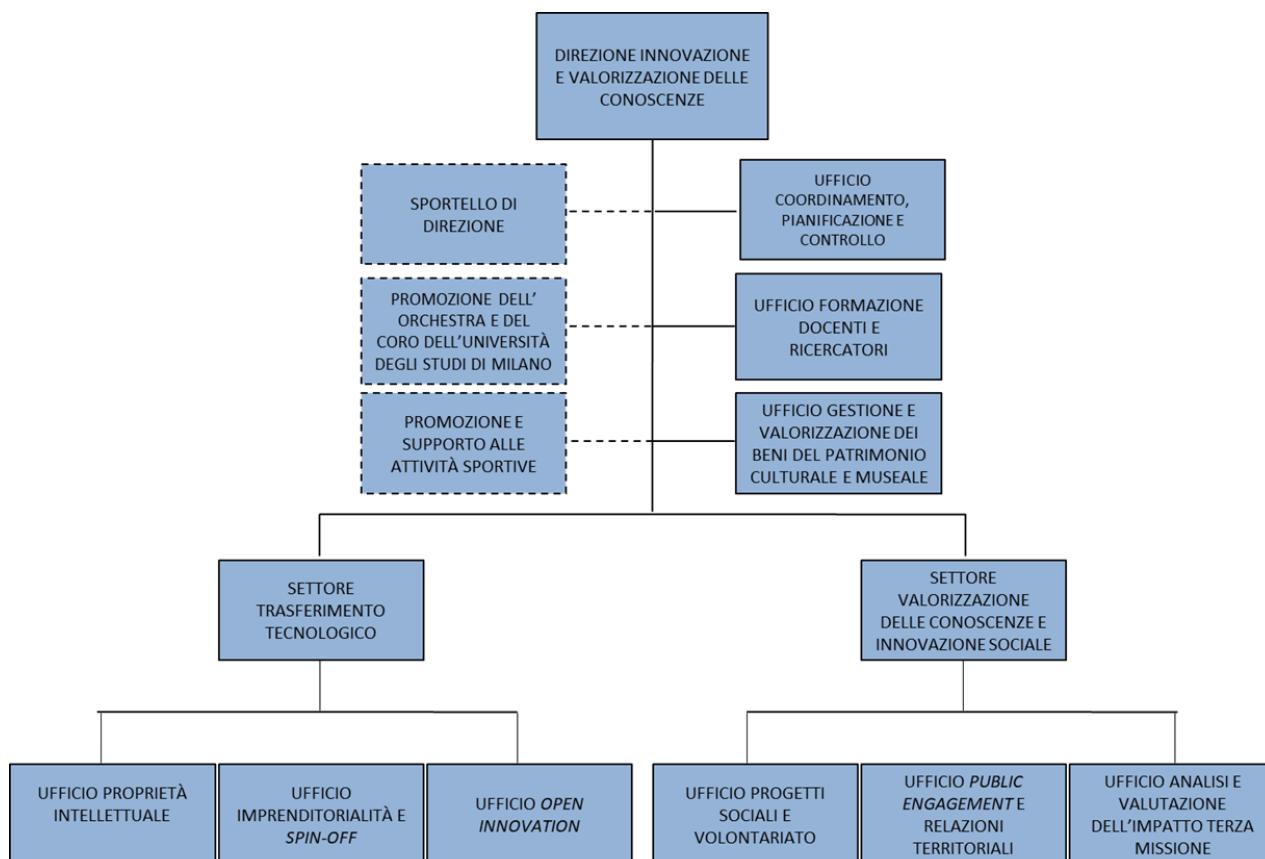 DIREZIONE INNOVAZIONE
E VALORIZZAZIONE DELLE
CONOSCENZE
SPORTELLO DI
DIREZIONE
UFFICIO
COORDINAMENTO,
PIANIFICAZIONE E
CONTROLLO
PROMOZIONE DELL’
ORCHESTRA E DEL
CORO DELL’UNIVERSITÀ
DEGLI STUDI DI MILANO
UFFICIO FORMAZIONE
DOCENTI E
RICERCATORI
PROMOZIONE E
SUPPORTO ALLE
ATTIVITÀ SPORTIVE
UFFICIO GESTIONE E
VALORIZZAZIONE DEI
BENI DEL PATRIMONIO
CULTURALE E MUSEALE
SETTORE
TRASFERIMENTO
TECNOLOGICO
SETTORE
VALORIZZAZIONE
DELLE CONOSCENZE E
INNOVAZIONE SOCIALE
UFFICIO PROPRIETÀ
INTELLETTUALE
UFFICIO
IMPRENDITORIALITÀ E
SPIN-OFF
UFFICIO OPEN
INNOVATION
UFFICIO PROGETTI
SOCIALI E
VOLONTARIATO
UFFICIO PUBLIC
ENGAGEMENT E
RELAZIONI
TERRITORIALI
UFFICIO ANALISI E
VALUTAZIONE
DELL’IMPATTO TERZA
MISSIONE